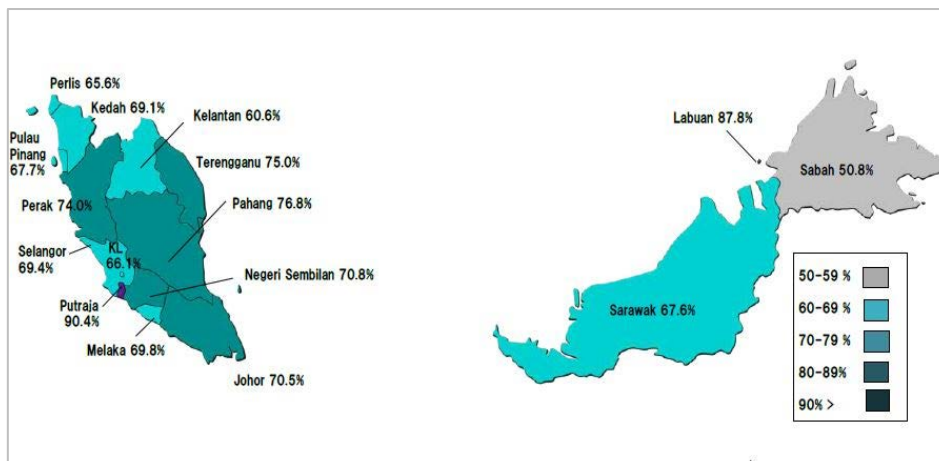 Perlis 65.6%
Kedah 69.1%
Kelantan 60.6%
Pulau
Pinang
67.7%
Terengganu 75.0%
Perak 74.0%
Pahang 76.8%
Selangor
69.4%
KL
66.1%
Negeri Sembilan 70.8%
Putraja
90.4%
Melaka 69.8%
Johor 70.5%
Labuan 87.8%
Sabah 50.8%
Sarawak 67.6%
50-59 %
60-69 %
70-79 %
80-89%
90% >